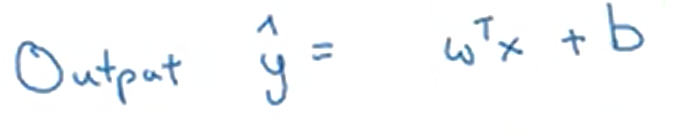 Output ŷ = wᵀx + b